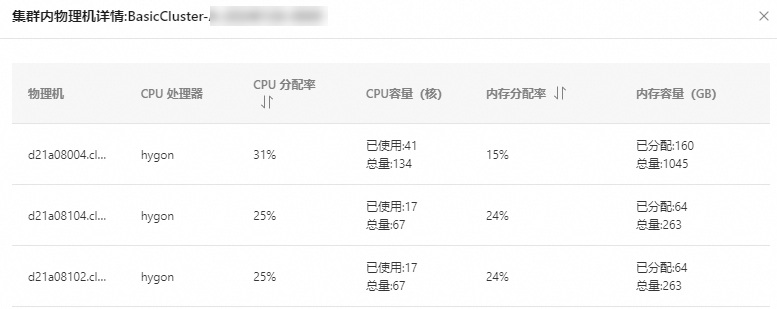 集群内物理机详情:BasicCluster-
物理机 CPU 处理器 CPU 分配率 CPU容量（核） 内存分配率 内存容量（GB）
d21a08004.cl... hygon 31% 已使用:41 15% 已分配:160
总量:134 总量:1045
d21a08104.cl... hygon 25% 已使用:17 24% 已分配:64
总量:67 总量:263
d21a08102.cl... hygon 25% 已使用:17 24% 已分配:64
总量:67 总量:263